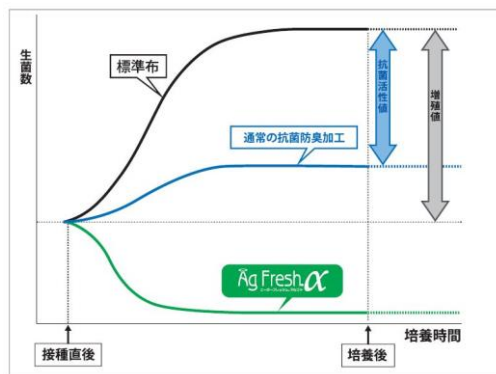 生菌数
標準布
抗菌活性値
増殖値
通常の抗菌防臭加工
Ag Fresh α
培養時間
接種直後
培養後